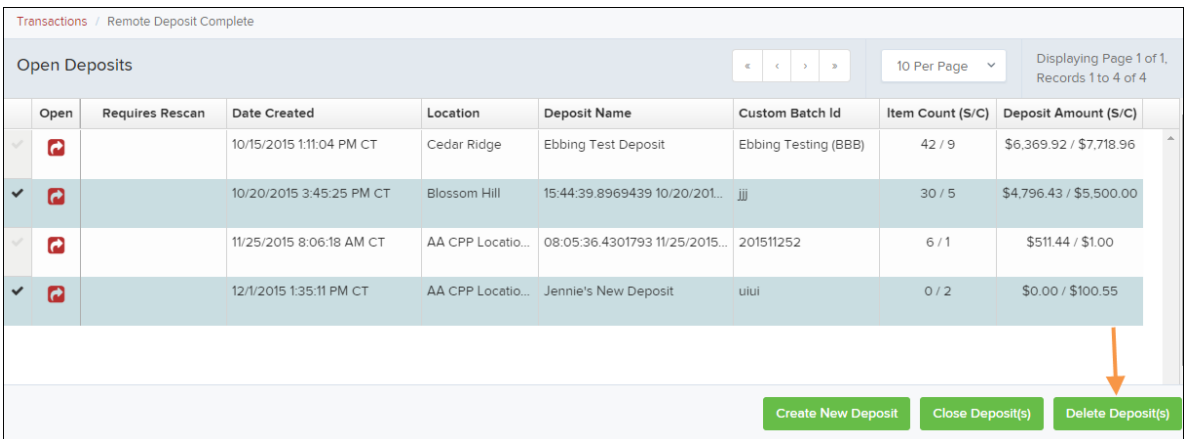 Transactions / Remote Deposit Complete
Open Deposits
« ‹ › »
10 Per Page
Displaying Page 1 of 1,
Records 1 to 4 of 4
Open Requires Rescan Date Created Location Deposit Name Custom Batch Id Item Count (S/C) Deposit Amount (S/C)
10/15/2015 1:11:04 PM CT Cedar Ridge Ebbing Test Deposit Ebbing Testing (BBB) 42 / 9 $6,369.92 / $7,718.96
10/20/2015 3:45:25 PM CT Blossom Hill 15:44:39.8969439 10/20/201... jjj 30 / 5 $4,796.43 / $5,500.00
11/25/2015 8:06:18 AM CT AA CPP Locatio... 08:05:36.4301793 11/25/2015... 201511252 6 / 1 $511.44 / $1.00
12/1/2015 1:35:11 PM CT AA CPP Locatio... Jennie's New Deposit uiui 0 / 2 $0.00 / $100.55
Create New Deposit Close Deposit(s) Delete Deposit(s)